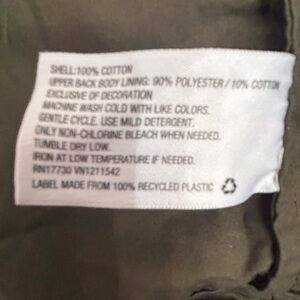 SHELL:100% COTTON
UPPER BACK BODY LINING: 90% POLYESTER / 10% COTTON
EXCLUSIVE OF DECORATION
MACHINE WASH COLD WITH LIKE COLORS.
GENTLE CYCLE. USE MILD DETERGENT.
ONLY NON-CHLORINE BLEACH WHEN NEEDED.
TUMBLE DRY LOW.
IRON AT LOW TEMPERATURE IF NEEDED.
RN17730 VN1211542
LABEL MADE FROM 100% RECYCLED PLASTIC